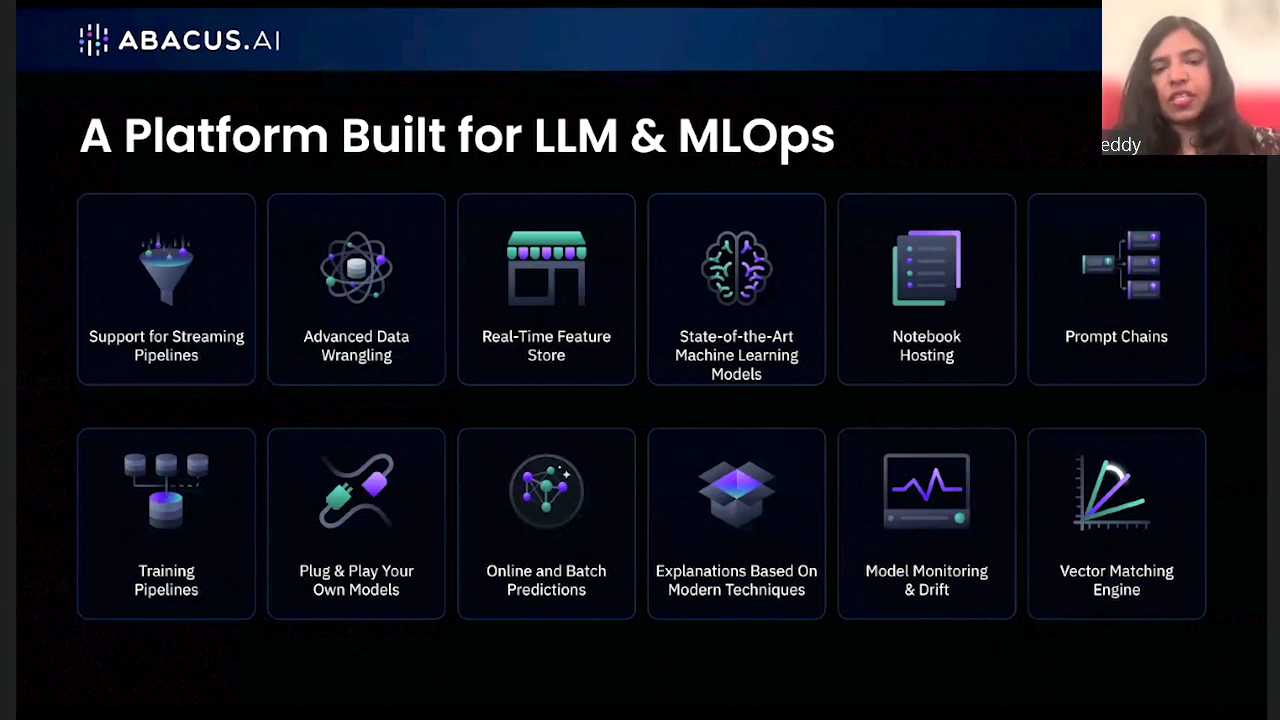 ABACUS.AI
eddy
A Platform Built for LLM & MLOps
Support for Streaming
Pipelines
Advanced Data
Wrangling
Real-Time Feature
Store
State-of-the-Art
Machine Learning
Models
Notebook
Hosting
Prompt Chains
Training
Pipelines
Plug & Play Your
Own Models
Online and Batch
Predictions
Explanations Based On
Modern Techniques
Model Monitoring
& Drift
Vector Matching
Engine